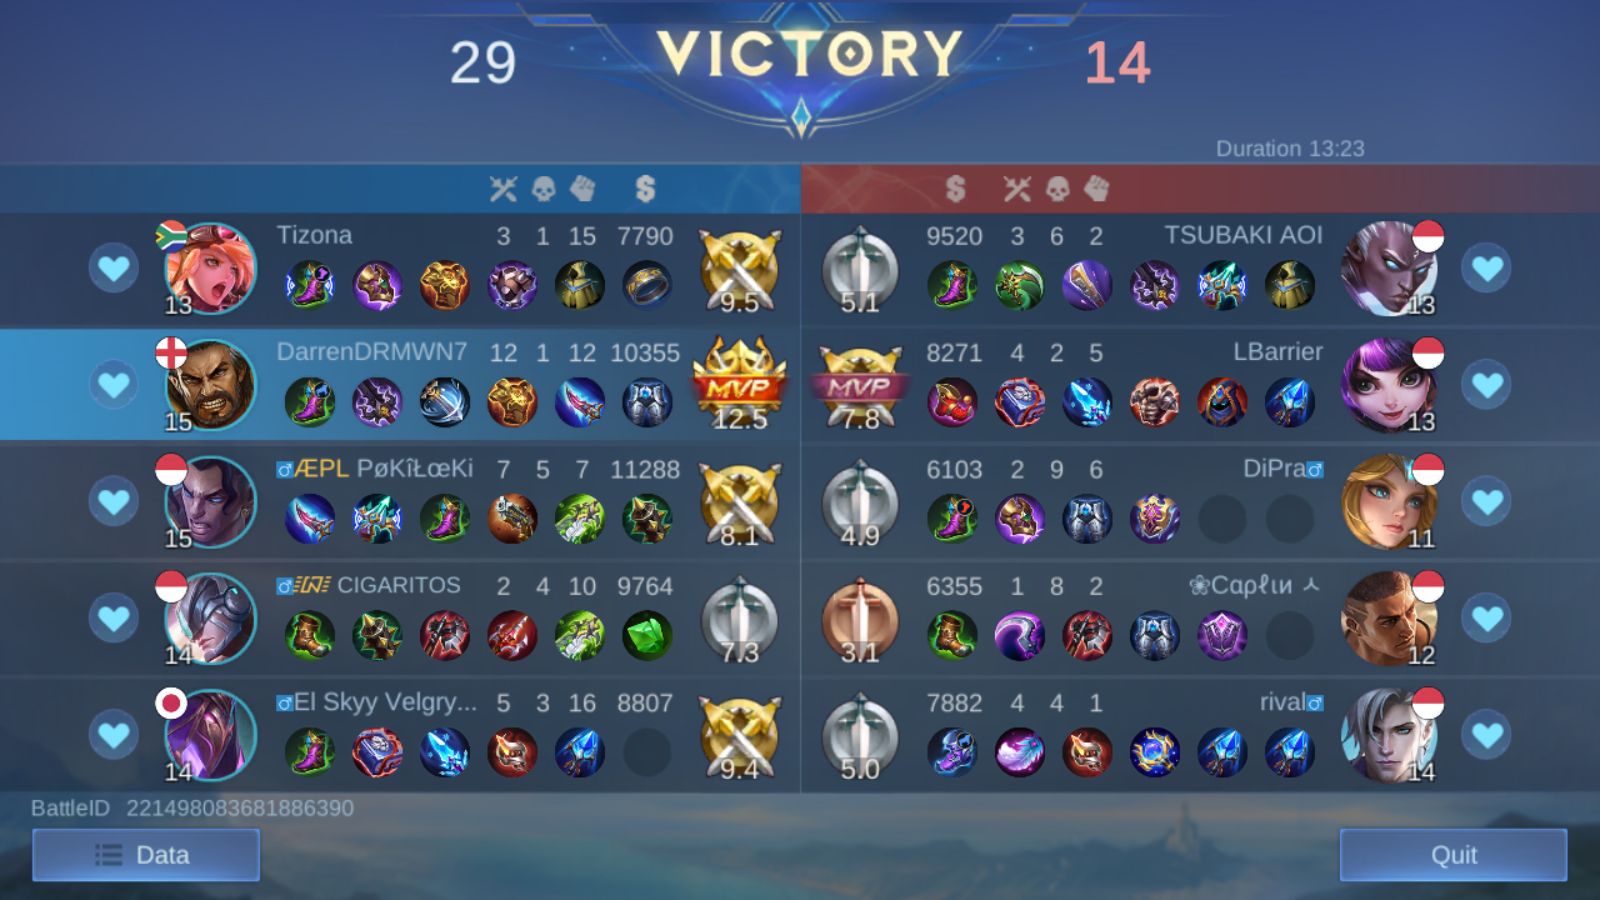 29 VICTORY 14
Duration 13:23
Tizona 3 1 15 7790
13
9.5
9520 3 6 2 TSUBAKI AOI
5.1
13
DarrenDRMWN7 12 1 12 10355
15
MVP
12.5
8271 4 2 5 LBarrier
MVP
7.8
13
ÆPL PøKîŁœKi 7 5 7 11288
15
8.1
6103 2 9 6 DiPra
4.9
11
CIGARITOS 2 4 10 9764
14
7.3
6355 1 8 2 ❀Cαρℓιи 人
3.1
12
El Skyy Velgry... 5 3 16 8807
14
9.4
7882 4 4 1 rival
5.0
14
BattleID 221498083681886390
Data
Quit